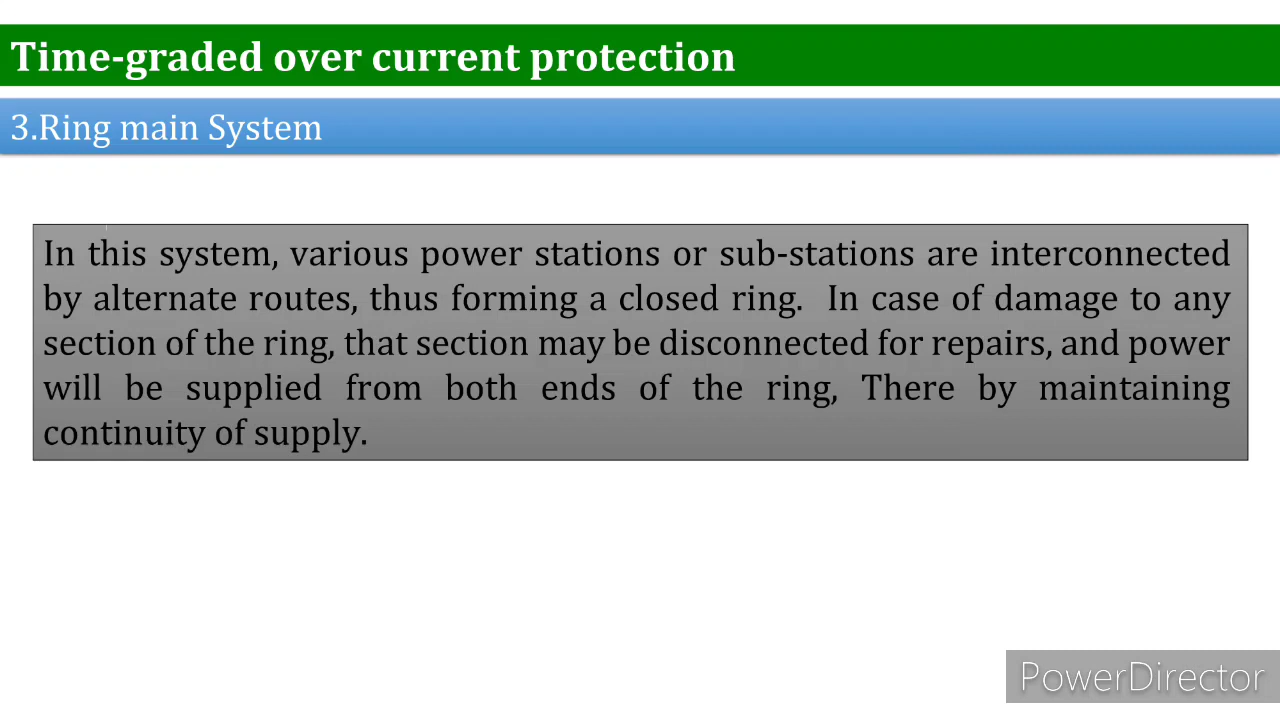 Time-graded over current protection
3.Ring main System
In this system, various power stations or sub-stations are interconnected
by alternate routes, thus forming a closed ring. In case of damage to any
section of the ring, that section may be disconnected for repairs, and power
will be supplied from both ends of the ring, There by maintaining
continuity of supply.
PowerDirector